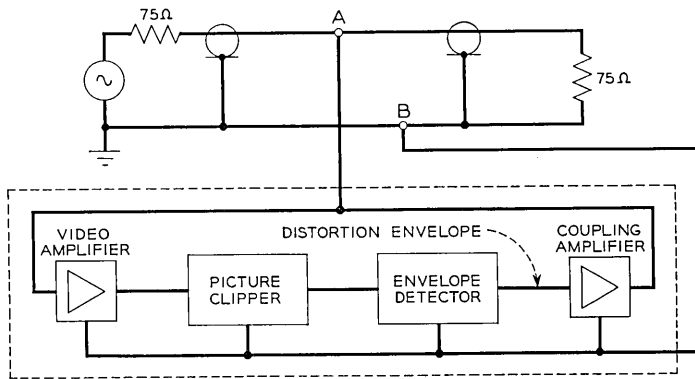 75Ω
A
75Ω
B
VIDEO
AMPLIFIER
DISTORTION ENVELOPE
COUPLING
AMPLIFIER
PICTURE
CLIPPER
ENVELOPE
DETECTOR